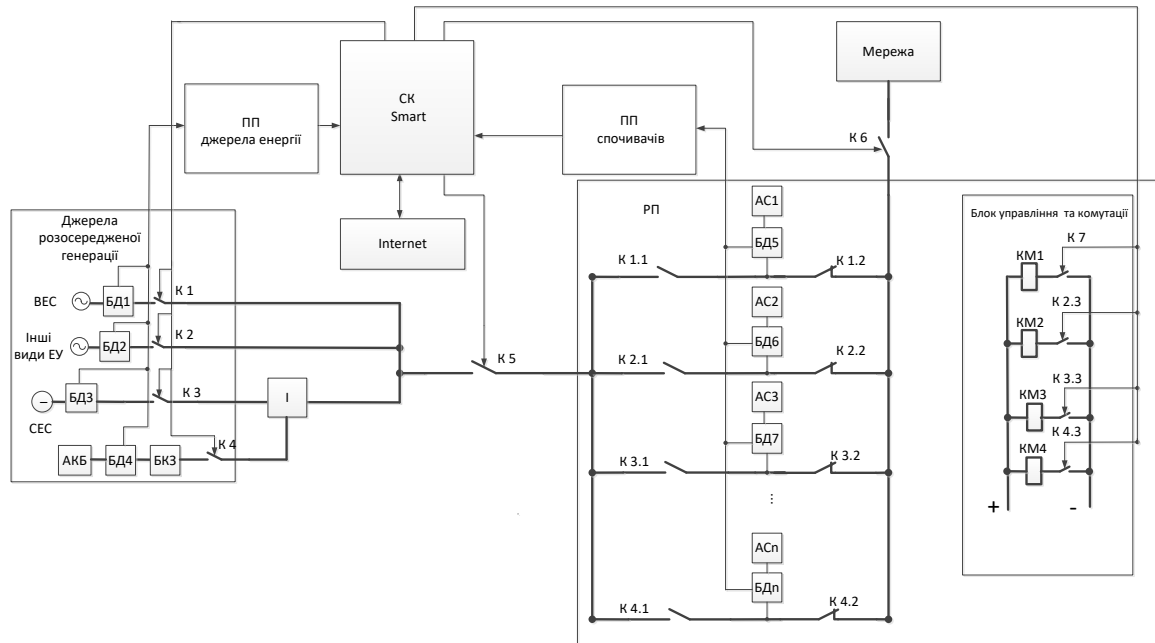 СК
Smart
Мережа
ПП
джерела енергії
ПП
спочивачів
К 6
Internet
Джерела
розосередженої
генерації
РП
Блок управління та комутації
АС1
БД5
К 1.1
К 1.2
К 7
КМ1
ВЕС
БД1
К 1
Інші
види ЕУ
БД2
К 2
АС2
БД6
К 2.1
К 2.2
КМ2
К 2.3
К 5
БД3
К 3
СЕС
І
АС3
БД7
К 3.1
К 3.2
КМ3
К 3.3
АКБ
БД4
БКЗ
К 4
КМ4
К 4.3
...
+
-
АСn
БДn
К 4.1
К 4.2